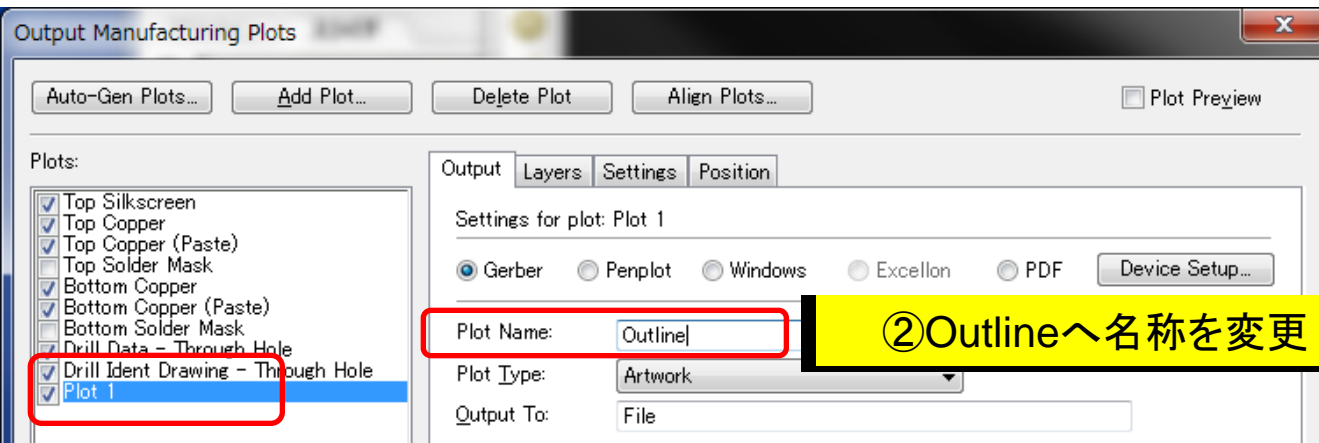 Output Manufacturing Plots
Auto-Gen Plots... Add Plot... Delete Plot Align Plots... Plot Preview
Plots:
Top Silkscreen
Top Copper
Top Copper (Paste)
Top Solder Mask
Bottom Copper
Bottom Copper (Paste)
Bottom Solder Mask
Drill Data - Through Hole
Drill Ident Drawing - Through Hole
Plot 1
Output Layers Settings Position
Settings for plot: Plot 1
Gerber Penplot Windows Excellon PDF Device Setup...
Plot Name: Outline
②Outlineへ名称を変更
Plot Type: Artwork
Output To: File